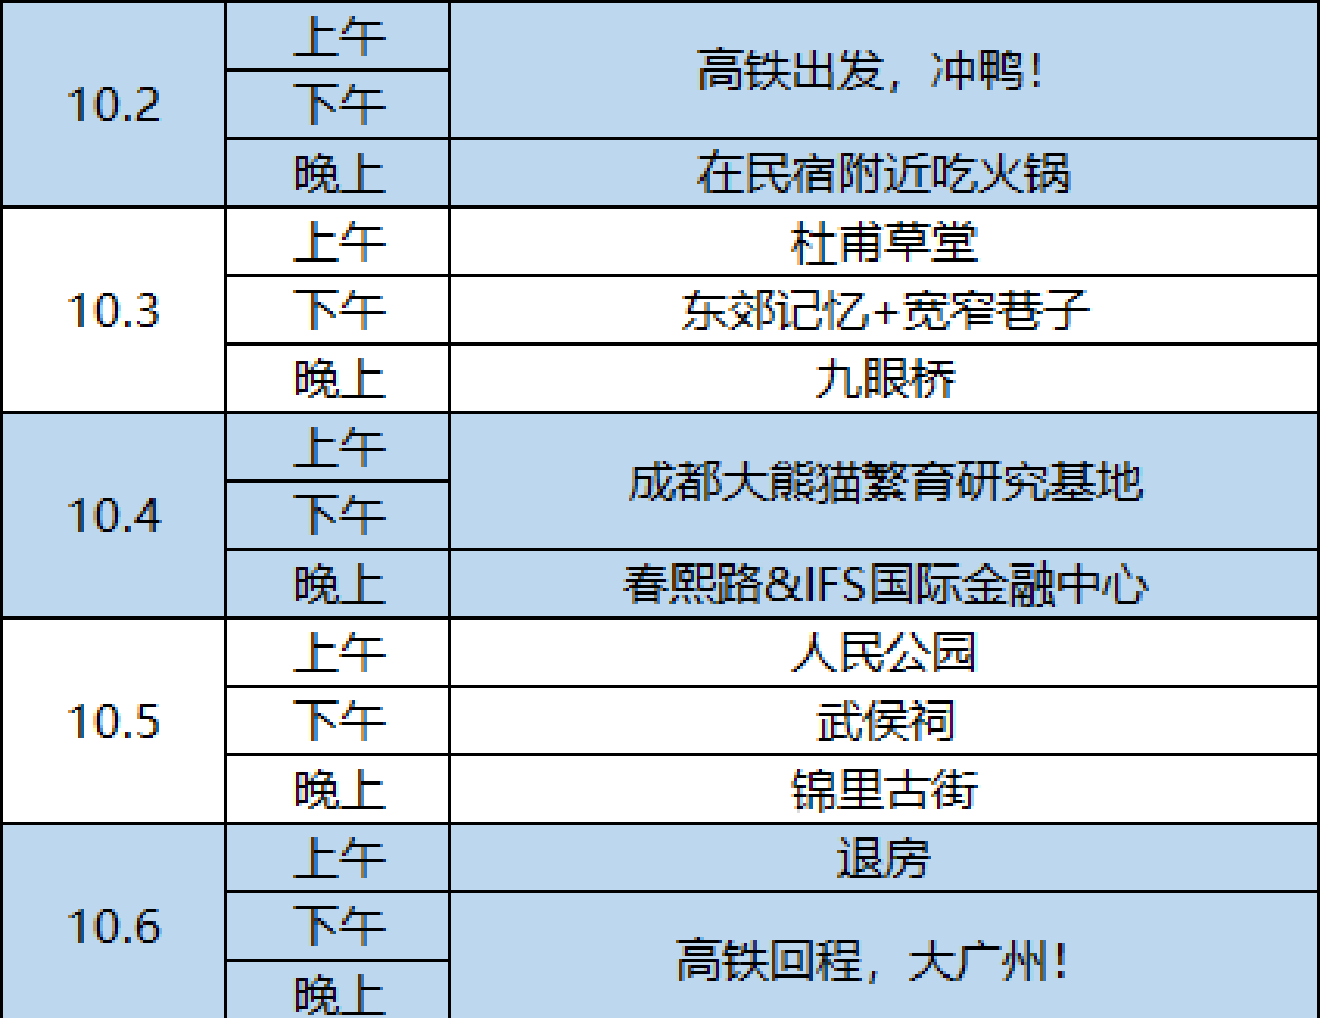 10.2
上午
高铁出发，冲鸭！
下午
晚上
在民宿附近吃火锅
10.3
上午
杜甫草堂
下午
东郊记忆+宽窄巷子
晚上
九眼桥
10.4
上午
成都大熊猫繁育研究基地
下午
晚上
春熙路&IFS国际金融中心
10.5
上午
人民公园
下午
武侯祠
晚上
锦里古街
10.6
上午
退房
下午
高铁回程，大广州！
晚上